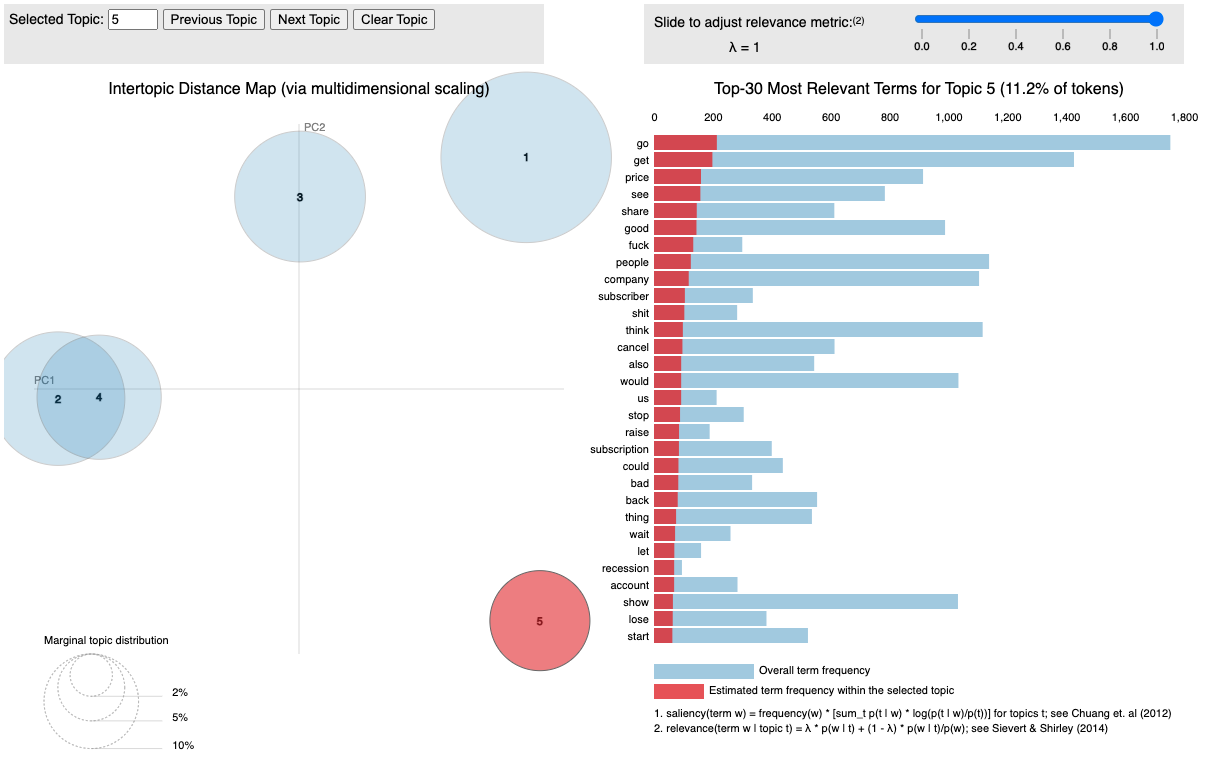 Selected Topic: 5 Previous Topic Next Topic Clear Topic
Slide to adjust relevance metric:(2)
λ = 1
0.0 0.2 0.4 0.6 0.8 1.0
Intertopic Distance Map (via multidimensional scaling)
PC2
1
3
PC1
2
4
5
Marginal topic distribution
2%
5%
10%
Top-30 Most Relevant Terms for Topic 5 (11.2% of tokens)
0 200 400 600 800 1,000 1,200 1,400 1,600 1,800
go
get
price
see
share
good
fuck
people
company
subscriber
shit
think
cancel
also
would
us
stop
raise
subscription
could
bad
back
thing
wait
let
recession
account
show
lose
start
Overall term frequency
Estimated term frequency within the selected topic
1. saliency(term w) = frequency(w) * [sum_t p(t | w) * log(p(t | w)/p(t))] for topics t; see Chuang et. al (2012)
2. relevance(term w | topic t) = λ * p(w | t) + (1 - λ) * p(w | t)/p(w); see Sievert & Shirley (2014)